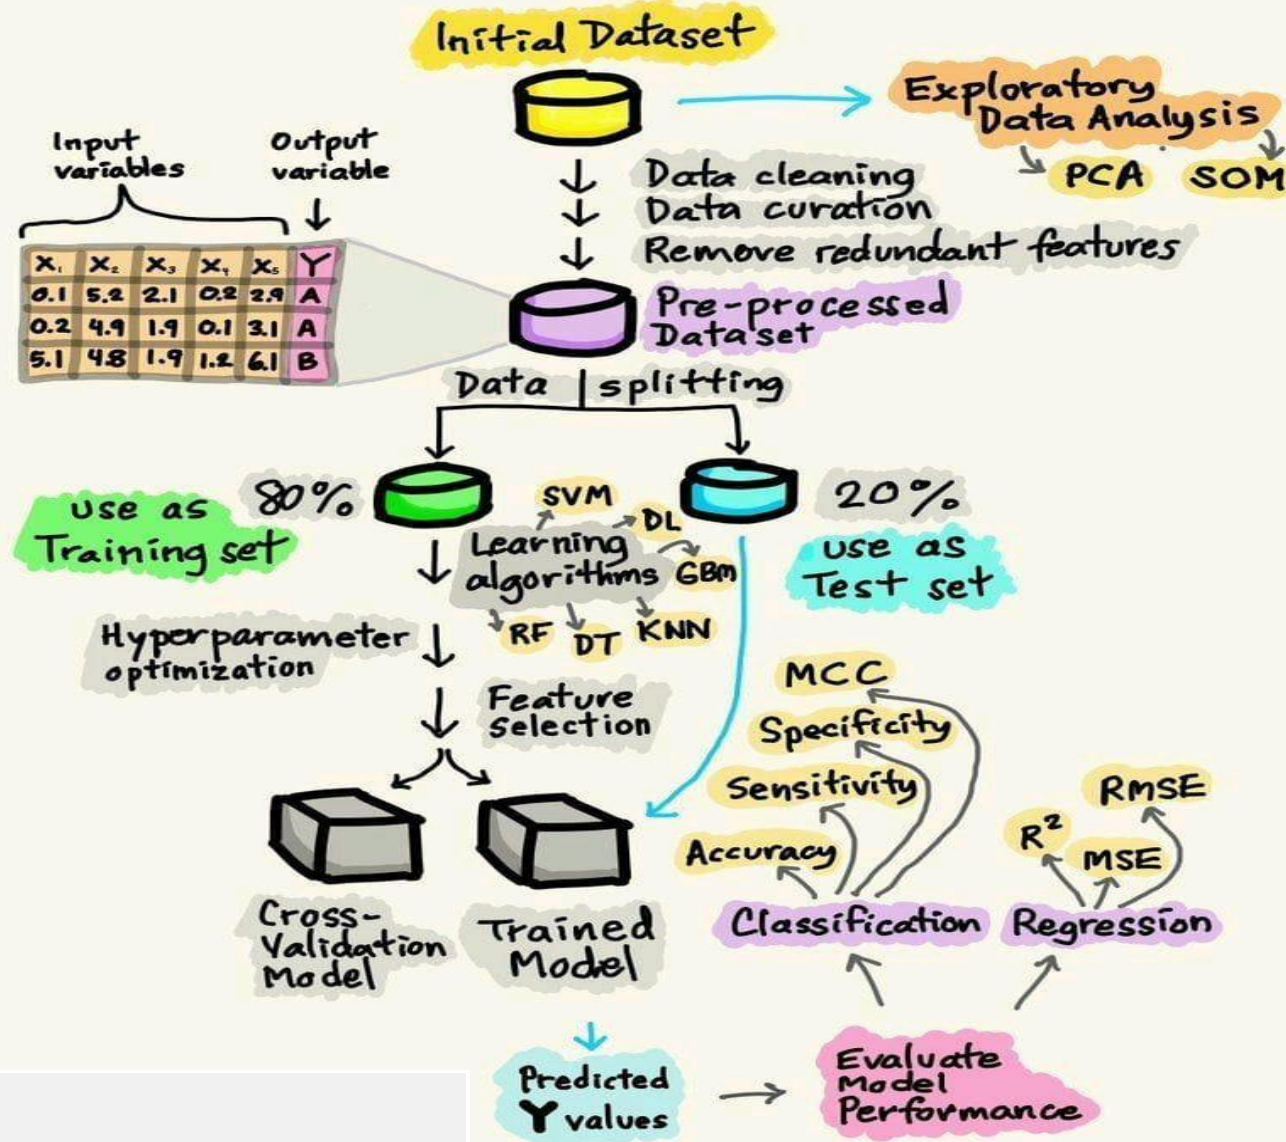 Initial Dataset
Exploratory
Data Analysis
PCA SOM
Input
variables
Output
variable
Data cleaning
Data curation
Remove redundant features
X₁ X₂ X₃ X₄ X₅ Y
0.1 5.2 2.1 0.2 2.9 A
0.2 4.9 1.9 0.1 3.1 A
5.1 4.8 1.9 1.2 6.1 B
Pre-processed
Dataset
Data splitting
80%
use as
Training set
20%
use as
Test set
Learning
algorithms
SVM
DL
GBM
KNN
DT
RF
Hyperparameter
optimization
Feature
selection
Cross-
Validation
Model
Trained
Model
Predicted
Y values
Evaluate
Model
Performance
Classification
Accuracy
Sensitivity
Specificity
MCC
Regression
R²
MSE
RMSE